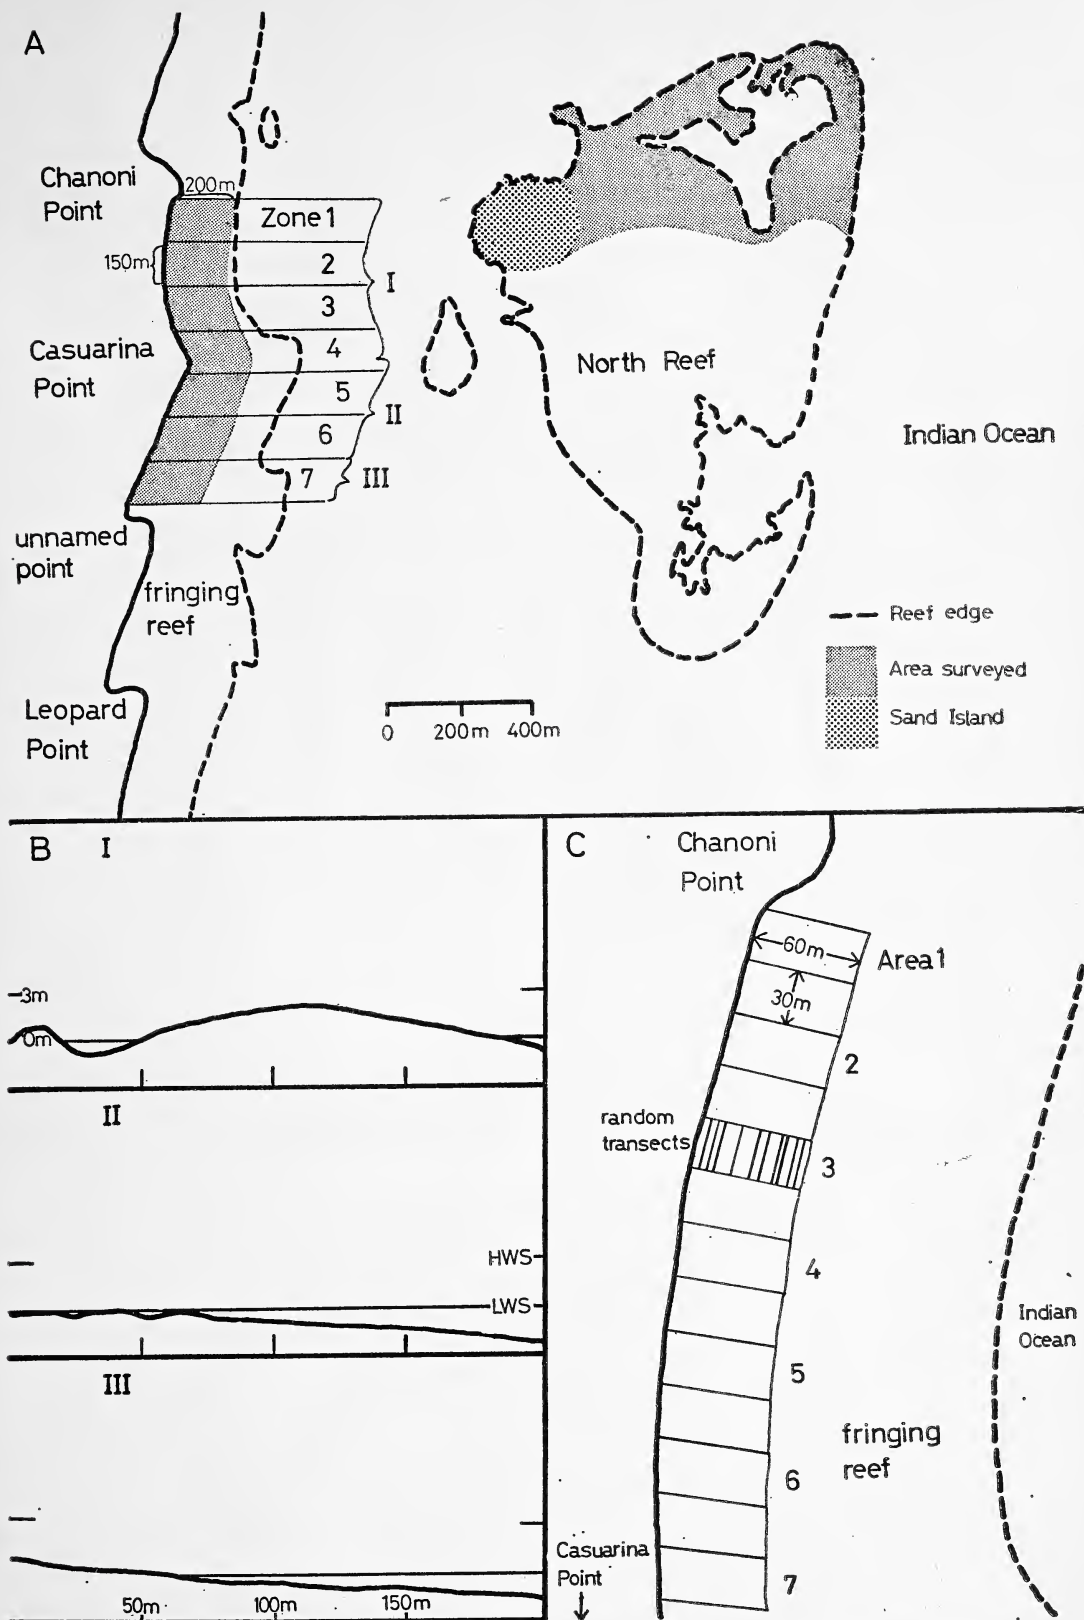 A
Chanoni
Point
200m
Zone 1
150m
2
I
3
Casuarina
Point
4
5
II
6
7
III
unnamed
point
fringing
reef
Leopard
Point
North Reef
Indian Ocean
Reef edge
Area surveyed
Sand Island
0 200m 400m
B I
3m
0m
II
HWS
LWS
III
50m 100m 150m
C
Chanoni
Point
60m
Area 1
30m
2
random
transects
3
4
Indian
Ocean
5
fringing
reef
6
Casuarina
Point
7